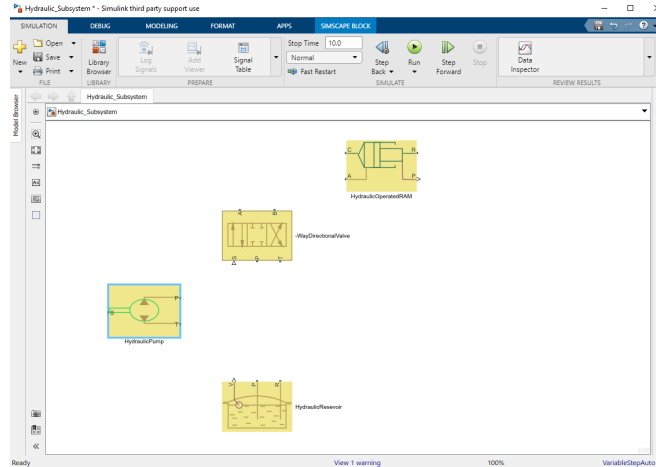 Hydraulic_Subsystem * - Simulink third party support use
SIMULATION DEBUG MODELING FORMAT APPS SIMSCAPE BLOCK
New
Open
Save
Print
FILE
Library
Browser
LIBRARY
Log
Signals
Add
Viewer
Signal
Table
PREPARE
Stop Time 10.0
Normal
Fast Restart
Step
Back
Run
Step
Forward
Stop
SIMULATE
Data
Inspector
REVIEW RESULTS
Model Browser
Hydraulic_Subsystem
Hydraulic_Subsystem
C R
A P
HydraulicOperatedRAM
A B
-WayDirectionalValve
S P T
P
S
T
HydraulicPump
V P R
HydraulicResevoir
Ready View 1 warning 100% VariableStepAuto